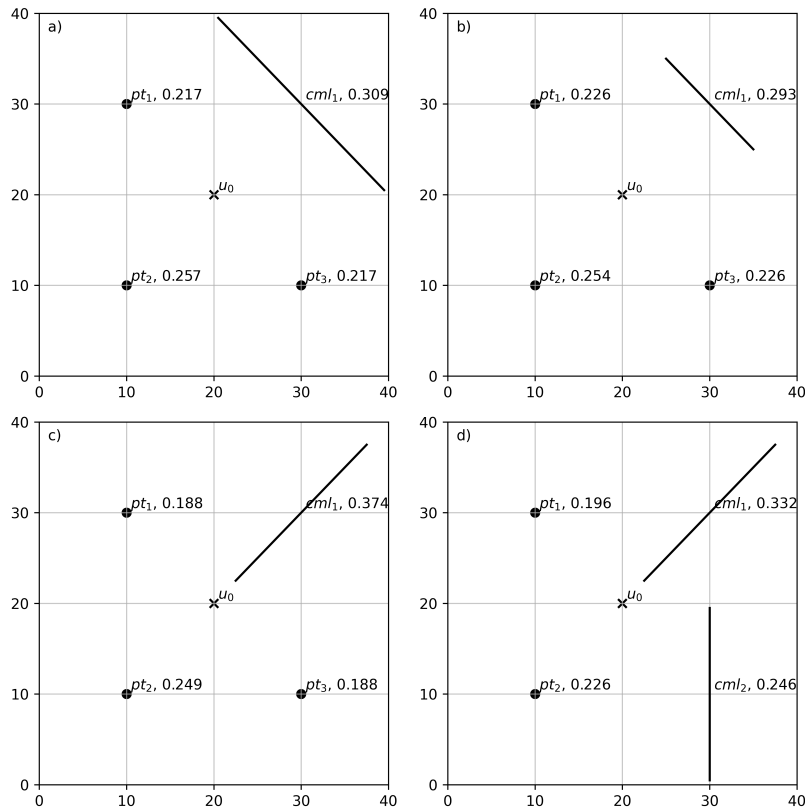 a)
40
30
20
10
0
pt1, 0.217
cml1, 0.309
u0
pt2, 0.257
pt3, 0.217
0 10 20 30 40
b)
40
30
20
10
0
pt1, 0.226
cml1, 0.293
u0
pt2, 0.254
pt3, 0.226
0 10 20 30 40
c)
40
30
20
10
0
pt1, 0.188
cml1, 0.374
u0
pt2, 0.249
pt3, 0.188
0 10 20 30 40
d)
40
30
20
10
0
pt1, 0.196
cml1, 0.332
u0
pt2, 0.226
cml2, 0.246
0 10 20 30 40